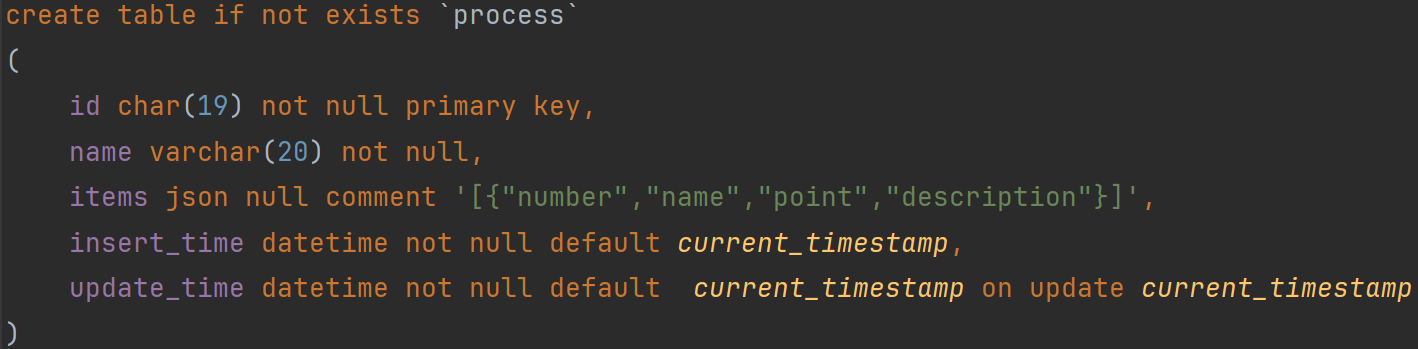 create table if not exists `process`
(
    id char(19) not null primary key,
    name varchar(20) not null,
    items json null comment '[{"number","name","point","description"}]',
    insert_time datetime not null default current_timestamp,
    update_time datetime not null default  current_timestamp on update current_timestamp
)